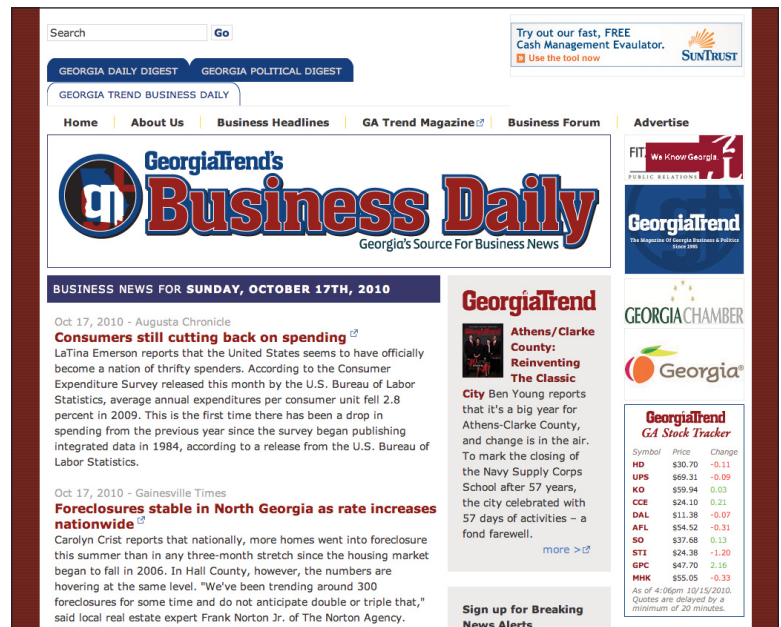 Search
Go
Try out our fast, FREE
Cash Management Evaulator.
Use the tool now
SUNTRUST
GEORGIA DAILY DIGEST
GEORGIA POLITICAL DIGEST
GEORGIA TREND BUSINESS DAILY
Home
About Us
Business Headlines
GA Trend Magazine
Business Forum
Advertise
gt
GeorgiaTrend's
Business Daily
Georgia's Source For Business News
BUSINESS NEWS FOR SUNDAY, OCTOBER 17TH, 2010
Oct 17, 2010 - Augusta Chronicle
Consumers still cutting back on spending
LaTina Emerson reports that the United States seems to have officially
become a nation of thrifty spenders. According to the Consumer
Expenditure Survey released this month by the U.S. Bureau of Labor
Statistics, average annual expenditures per consumer unit fell 2.8
percent in 2009. This is the first time there has been a drop in
spending from the previous year since the survey began publishing
integrated data in 1984, according to a release from the U.S. Bureau of
Labor Statistics.
Oct 17, 2010 - Gainesville Times
Foreclosures stable in North Georgia as rate increases
nationwide
Carolyn Crist reports that nationally, more homes went into foreclosure
this summer than in any three-month stretch since the housing market
began to fall in 2006. In Hall County, however, the numbers are
hovering at the same level. "We've been trending around 300
foreclosures for some time and do not anticipate double or triple that,"
said local real estate expert Frank Norton Jr. of The Norton Agency.
GeorgiaTrend
Athens/Clarke
County:
Reinventing
The Classic
City Ben Young reports
that it's a big year for
Athens-Clarke County,
and change is in the air.
To mark the closing of
the Navy Supply Corps
School after 57 years,
the city celebrated with
57 days of activities – a
fond farewell.
more >
Sign up for Breaking
News Alerts
FIT
We Know Georgia.
PUBLIC RELATIONS
GeorgiaTrend
The Magazine Of Georgia Business & Politics
Since 1985
GEORGIACHAMBER
Georgia®
GeorgiaTrend
GA Stock Tracker
Symbol Price Change
HD $30.70 -0.11
UPS $69.31 -0.09
KO $59.94 0.03
CCE $24.10 0.21
DAL $11.38 -0.07
AFL $54.52 -0.31
SO $37.68 0.13
STI $24.38 -1.20
GPC $47.70 2.16
MHK $55.05 -0.33
As of 4:06pm 10/15/2010.
Quotes are delayed by a
minimum of 20 minutes.